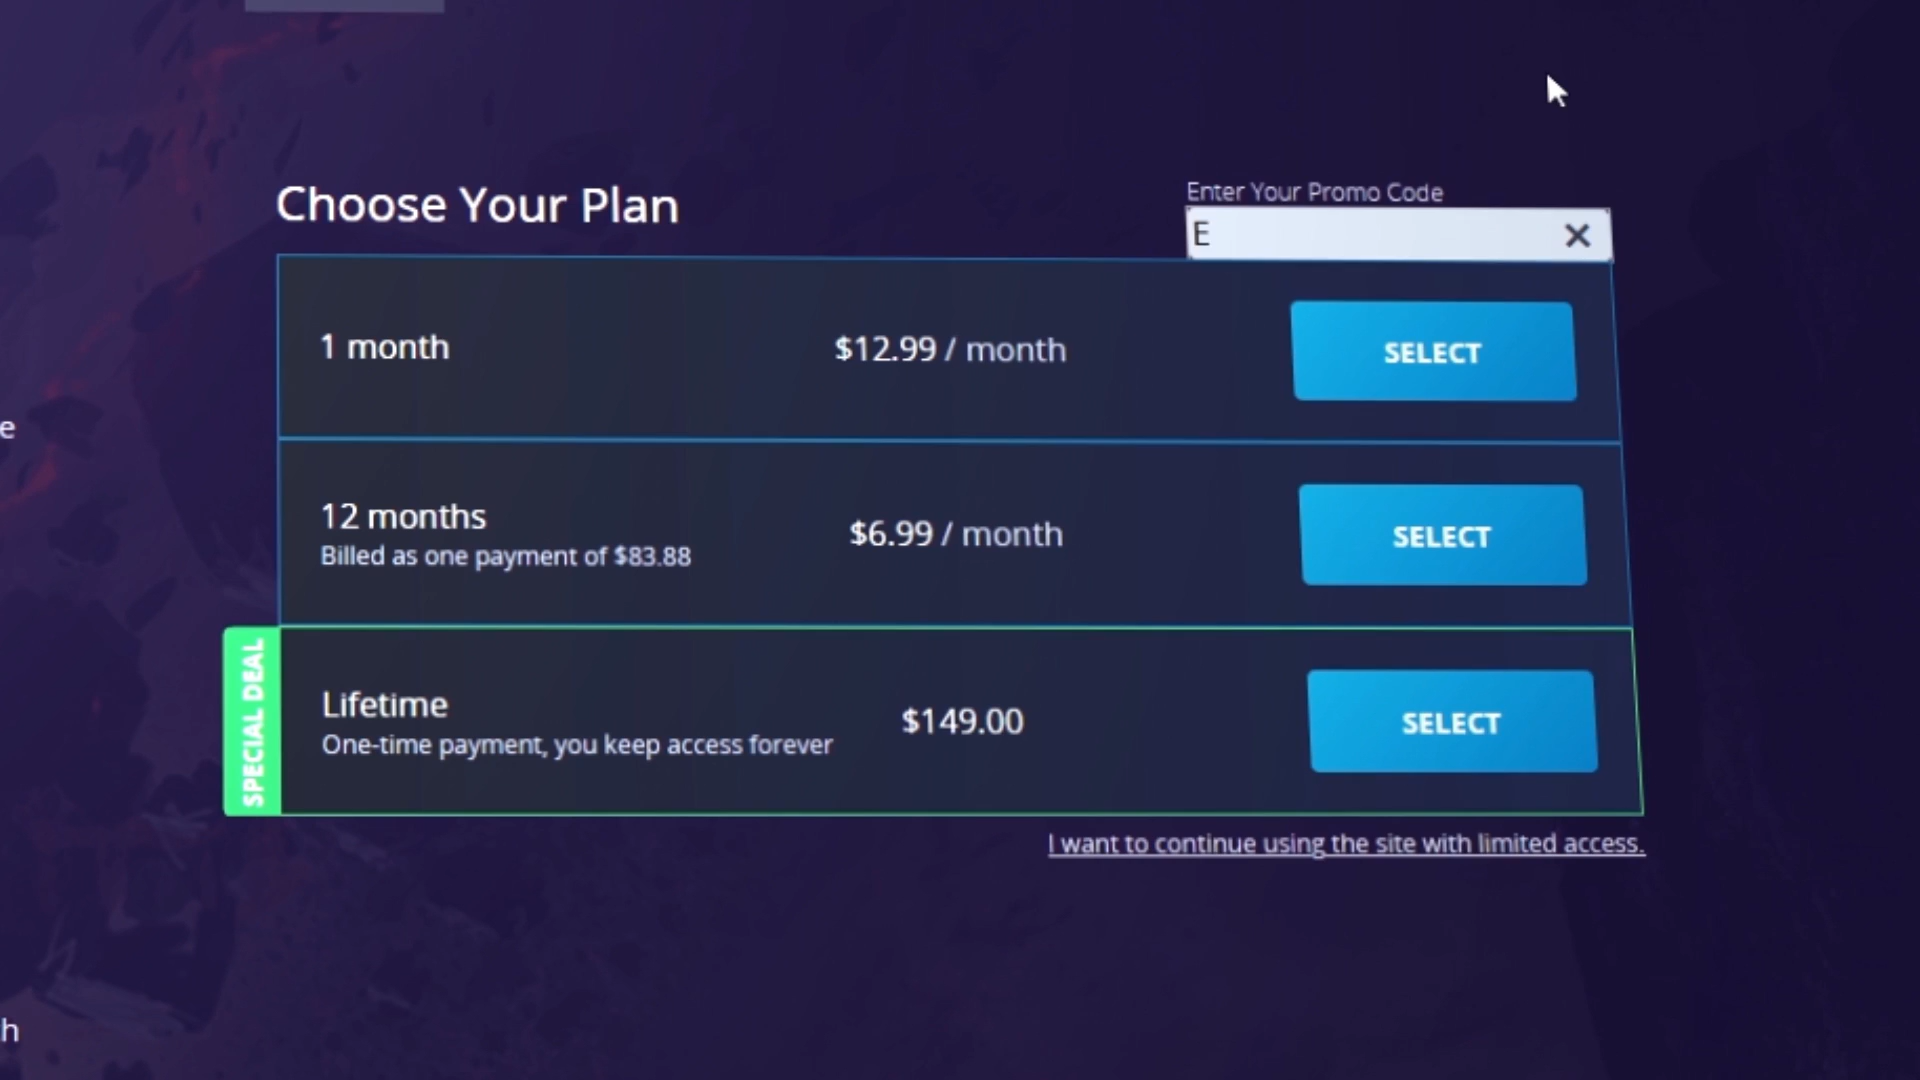 Choose Your Plan
Enter Your Promo Code
E
1 month
$12.99 / month
SELECT
12 months
Billed as one payment of $83.88
$6.99 / month
SELECT
SPECIAL DEAL
Lifetime
One-time payment, you keep access forever
$149.00
SELECT
I want to continue using the site with limited access.
e
h